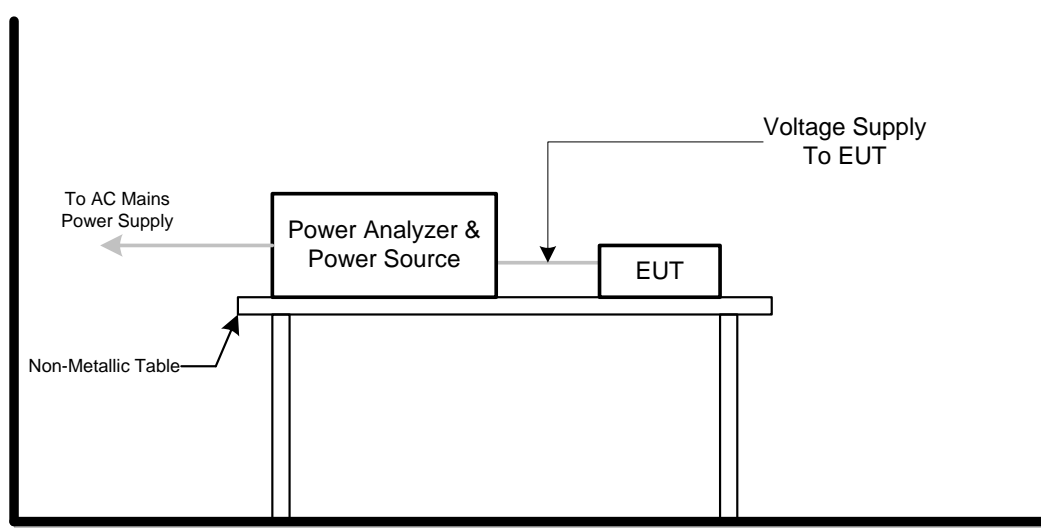 Voltage Supply
To EUT
To AC Mains
Power Supply
Power Analyzer &
Power Source
EUT
Non-Metallic Table